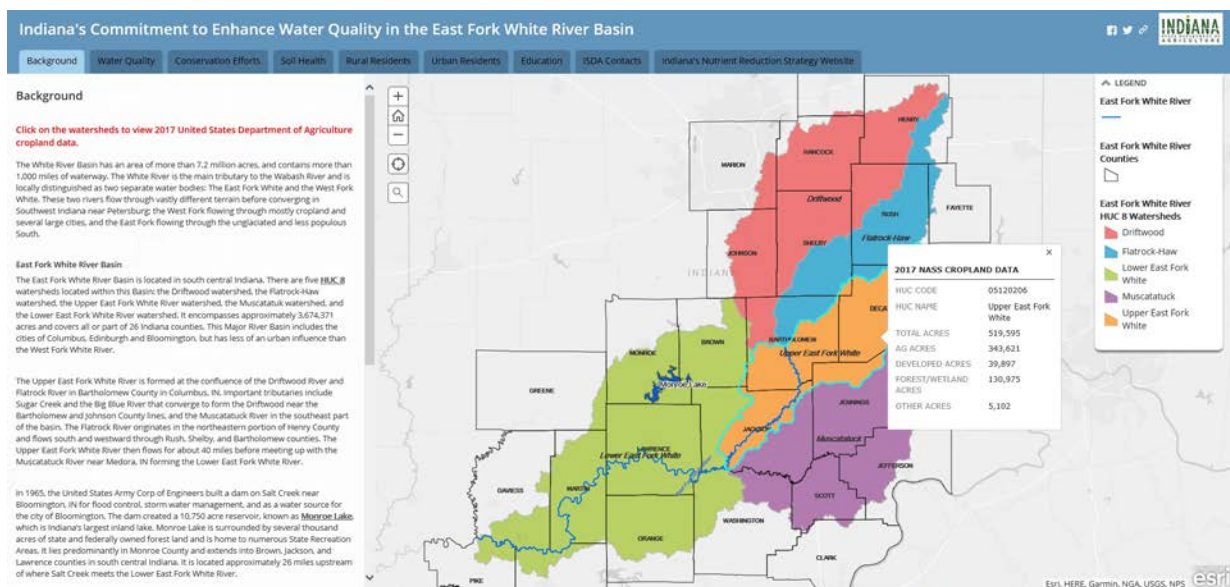 Indiana's Commitment to Enhance Water Quality in the East Fork White River Basin
INDIANA
STATE DEPARTMENT OF
AGRICULTURE
Background
Water Quality
Conservation Efforts
Soil Health
Rural Residents
Urban Residents
Education
ISDA Contacts
Indiana's Nutrient Reduction Strategy Website
Background
Click on the watersheds to view 2017 United States Department of Agriculture
cropland data.
The White River Basin has an area of more than 7.2 million acres, and contains more than
1,000 miles of waterway. The White River is the main tributary to the Wabash River and is
locally distinguished as two separate water bodies: The East Fork White and the West Fork
White. These two rivers flow through vastly different terrain before converging in
Southwest Indiana near Petersburg; the West Fork flowing through mostly cropland and
several large cities, and the East Fork flowing through the unglaciated and less populous
South.
East Fork White River Basin
The East Fork White River Basin is located in south central Indiana. There are five HUC 8
watersheds located within this Basin: the Driftwood watershed, the Flatrock-Haw
watershed, the Upper East Fork White River watershed, the Muscatatuk watershed, and
the Lower East Fork White River watershed. It encompasses approximately 3,674,371
acres and covers all or part of 26 Indiana counties. This Major River Basin includes the
cities of Columbus, Edinburgh and Bloomington, but has less of an urban influence than
the West Fork White River.
The Upper East Fork White River is formed at the confluence of the Driftwood River and
Flatrock River in Bartholomew County in Columbus, IN. Important tributaries include
Sugar Creek and the Big Blue River that converge to form the Driftwood near the
Bartholomew and Johnson County lines, and the Muscatatuck River in the southeast part
of the basin. The Flatrock River originates in the northeastern portion of Henry County
and flows south and westward through Rush, Shelby, and Bartholomew counties. The
Upper East Fork White River then flows for about 40 miles before meeting up with the
Muscatatuck River near Medora, IN forming the Lower East Fork White River.
In 1965, the United States Army Corp of Engineers built a dam on Salt Creek near
Bloomington, IN for flood control, storm water management, and as a water source for
the city of Bloomington. The dam created a 10,750 acre reservoir, known as Monroe Lake,
which is Indiana's largest inland lake. Monroe Lake is surrounded by several thousand
acres of state and federally owned forest land and is home to numerous State Recreation
Areas. It lies predominantly in Monroe County and extends into Brown, Jackson, and
Lawrence counties in south central Indiana. It is located approximately 26 miles upstream
of where Salt Creek meets the Lower East Fork White River.
HENRY
HANCOCK
MARION
Driftwood
RUSH
FAYETTE
SHELBY
Flatrock-Haw
JOHNSON
INDIANA
DECA
BARTHOLOMEW
BROWN
MONROE
Upper East Fork White
GREENE
Monroe Lake
JENNINGS
JACKSON
Muscatatuck
LAWRENCE
Lower East Fork White
JEFFERSON
DAVIESS
MARTIN
SCOTT
WASHINGTON
ORANGE
CLARK
PIKE
2017 NASS CROPLAND DATA
HUC CODE 05120206
HUC NAME Upper East Fork
White
TOTAL ACRES 519,595
AG ACRES 343,621
DEVELOPED ACRES 39,897
FOREST/WETLAND 130,975
ACRES
OTHER ACRES 5,102
LEGEND
East Fork White River
East Fork White River
Counties
East Fork White River
HUC 8 Watersheds
Driftwood
Flatrock-Haw
Lower East Fork
White
Muscatatuck
Upper East Fork
White
Esri, HERE, Garmin, NGA, USGS, NPS
esri